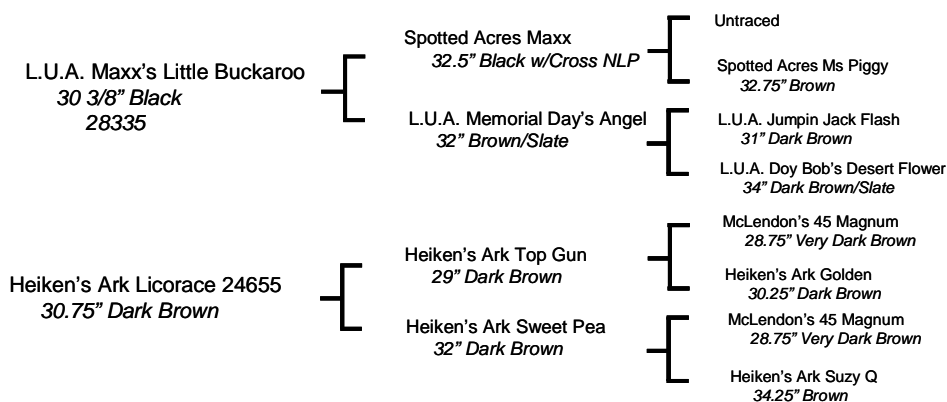 L.U.A. Maxx's Little Buckaroo
30 3/8” Black
28335
Spotted Acres Maxx
32.5” Black w/Cross NLP
Untraced
Spotted Acres Ms Piggy
32.75” Brown
L.U.A. Memorial Day’s Angel
32” Brown/Slate
L.U.A. Jumpin Jack Flash
31” Dark Brown
L.U.A. Doy Bob’s Desert Flower
34” Dark Brown/Slate
Heiken’s Ark Licorace 24655
30.75” Dark Brown
Heiken’s Ark Top Gun
29” Dark Brown
McLendon’s 45 Magnum
28.75” Very Dark Brown
Heiken’s Ark Golden
30.25” Dark Brown
Heiken’s Ark Sweet Pea
32” Dark Brown
McLendon’s 45 Magnum
28.75” Very Dark Brown
Heiken’s Ark Suzy Q
34.25” Brown